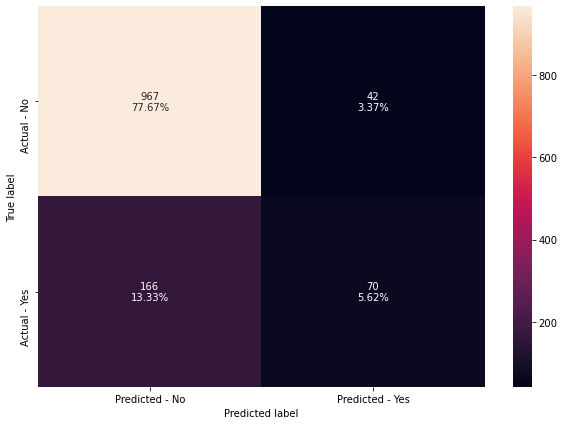 967
77.67%
42
3.37%
166
13.33%
70
5.62%
Actual - No
Actual - Yes
True label
Predicted - No
Predicted - Yes
Predicted label
800
600
400
200